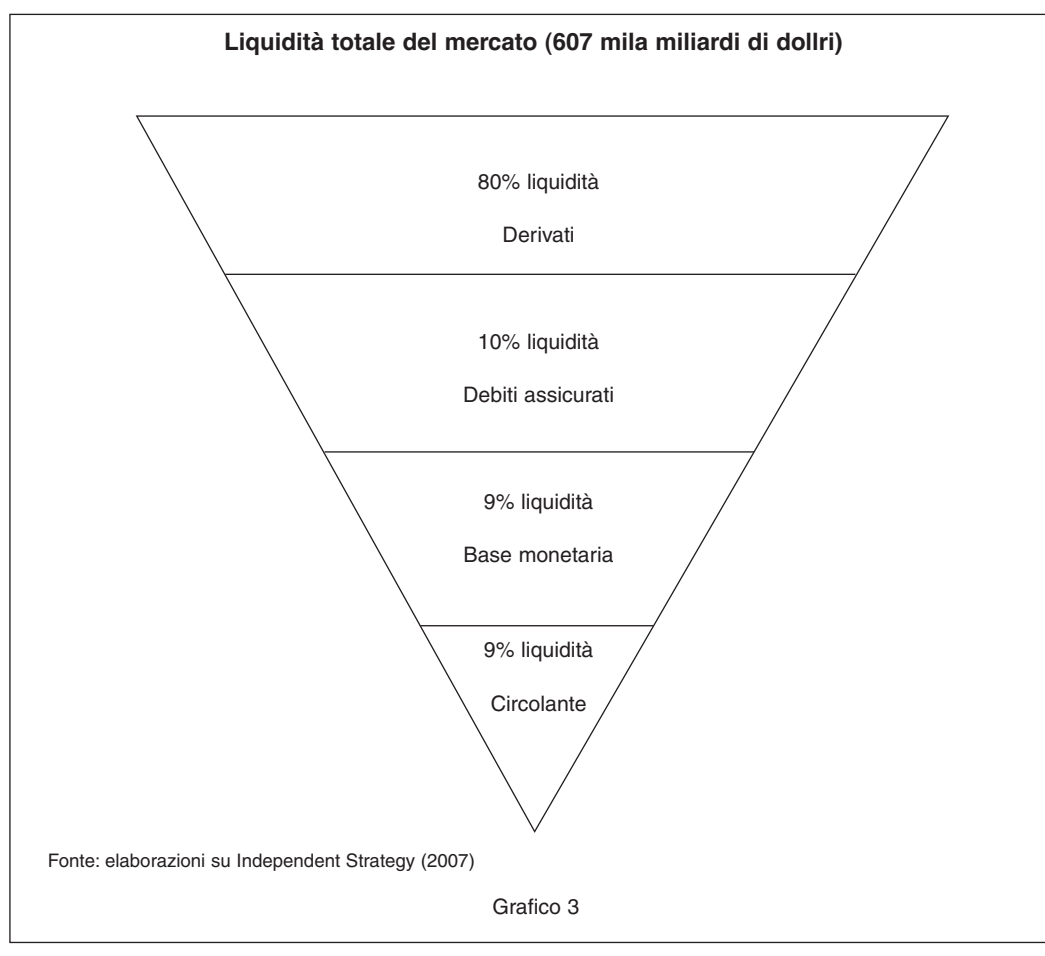 Liquidità totale del mercato (607 mila miliardi di dollri)
80% liquidità
Derivati
10% liquidità
Debiti assicurati
9% liquidità
Base monetaria
9% liquidità
Circolante
Fonte: elaborazioni su Independent Strategy (2007)
Grafico 3